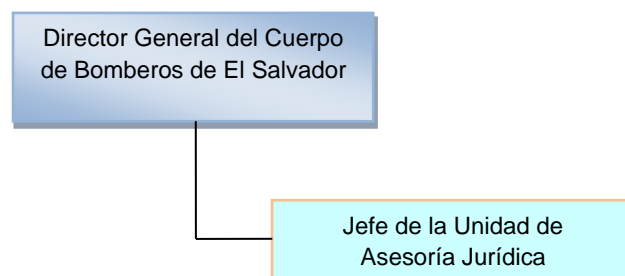 Director General del Cuerpo
de Bomberos de El Salvador
Jefe de la Unidad de
Asesoría Jurídica